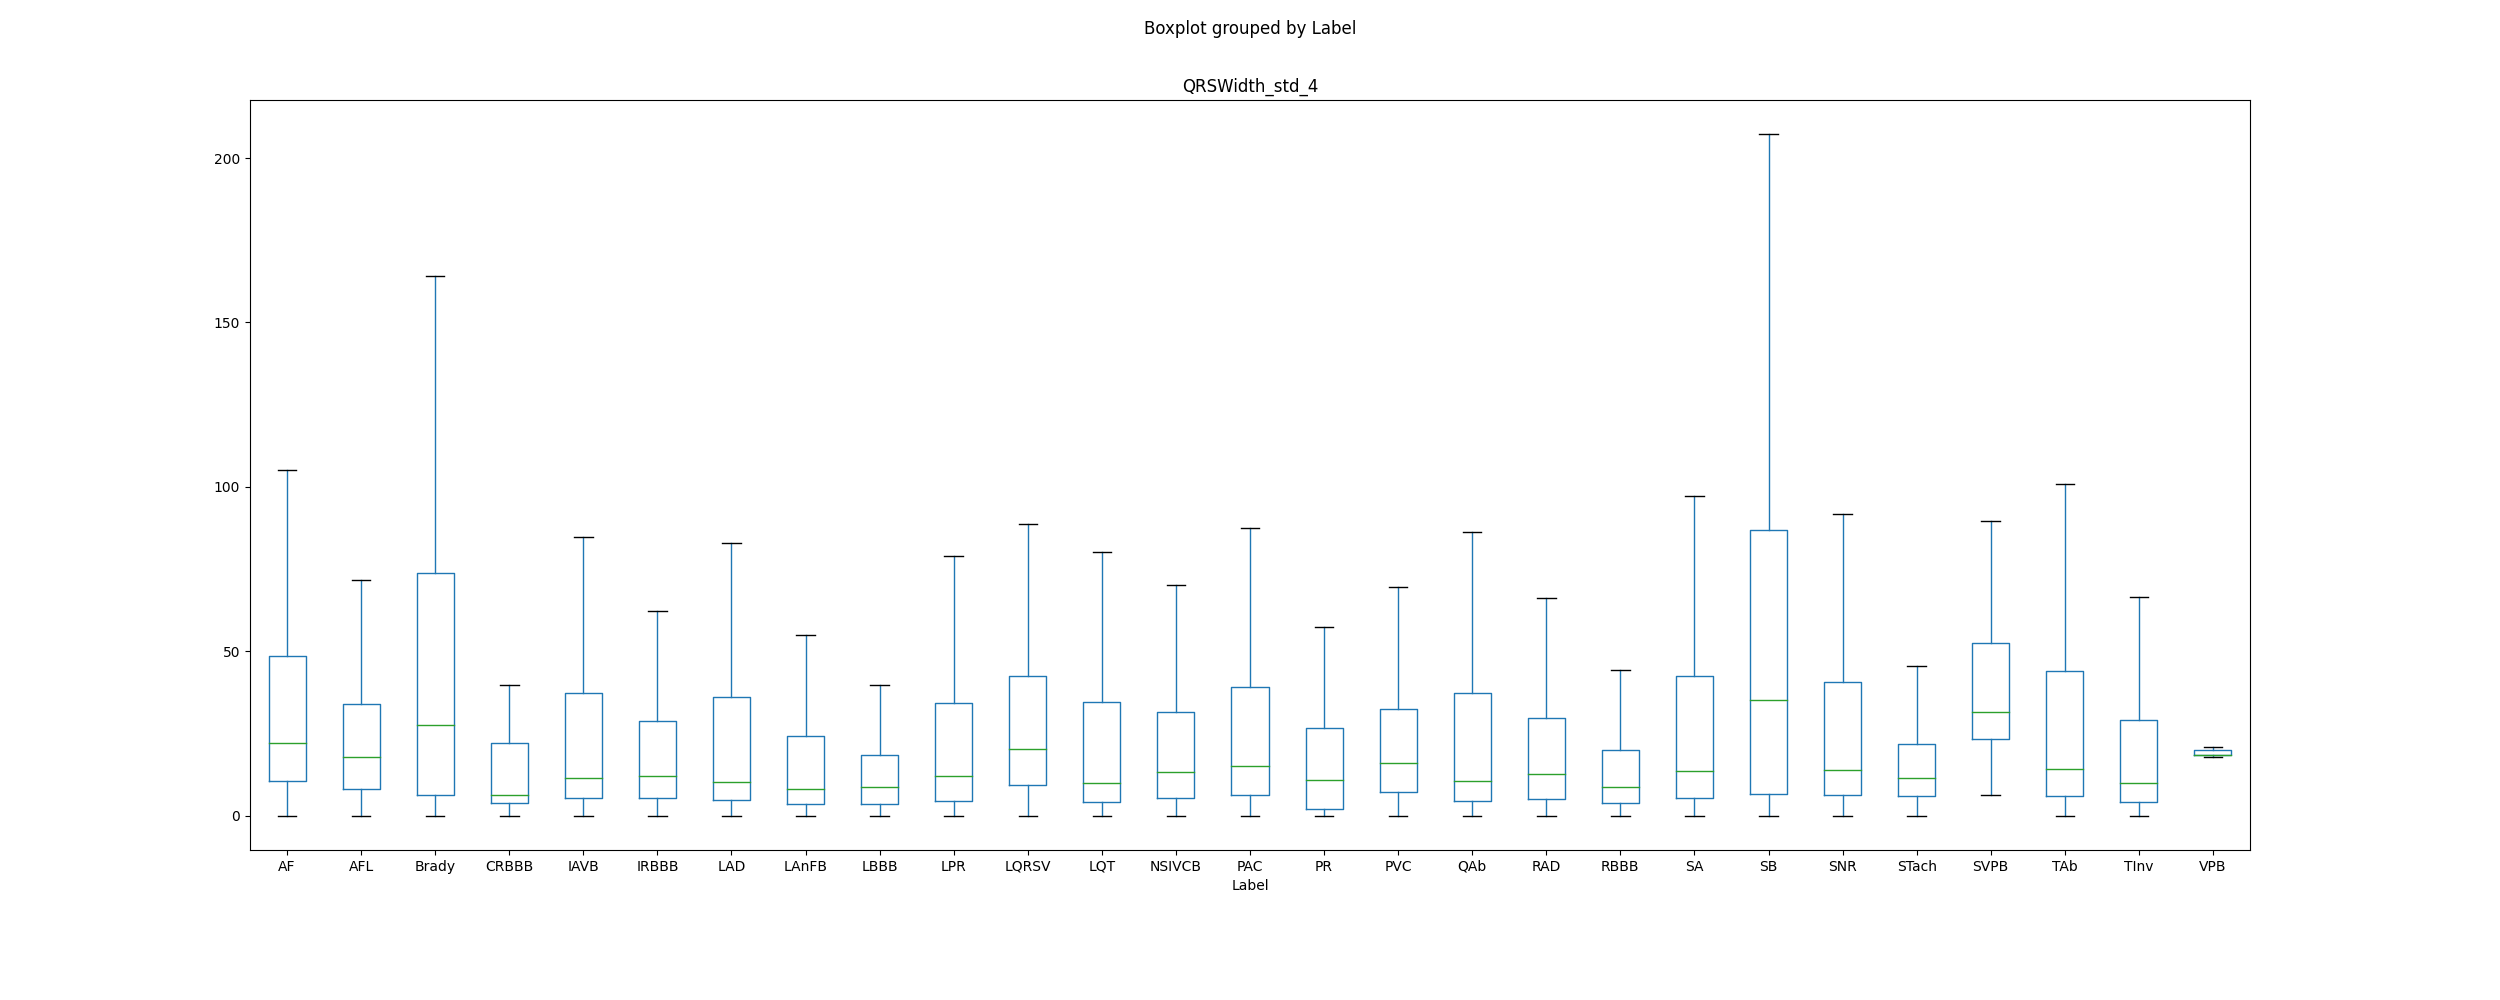 Boxplot grouped by Label
QRSWidth_std_4
200
150
100
50
0
AF AFL Brady CRBBB IAVB IRBBB LAD LAnFB LBBB LPR LQRSV LQT NSIVCB PAC PR PVC QAb RAD RBBB SA SB SNR STach SVPB TAb TInv VPB
Label